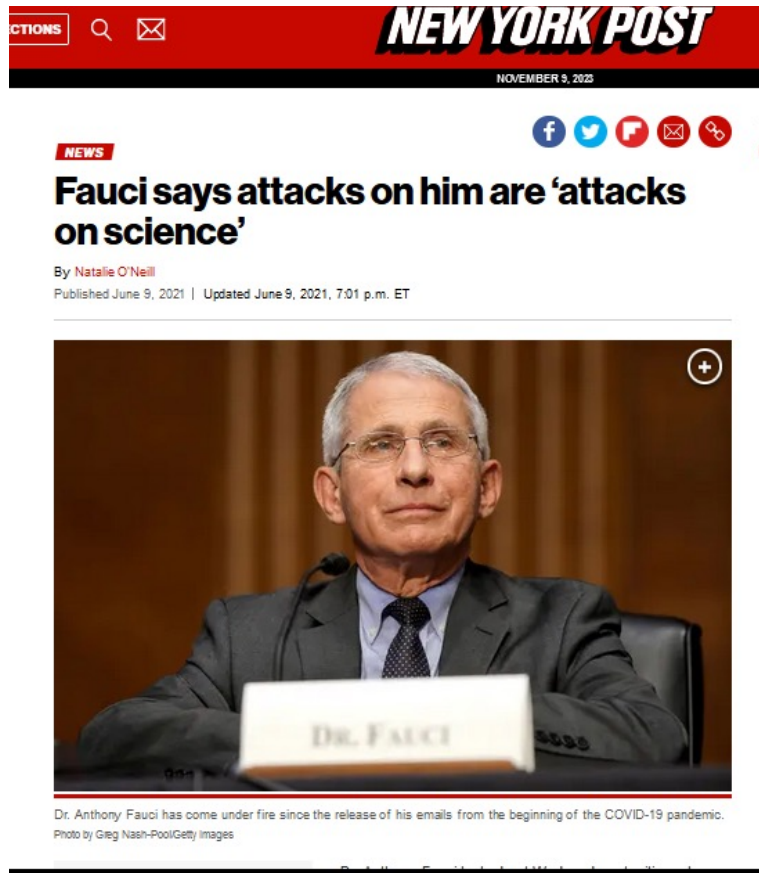 CTIONS
NEW YORK POST
NOVEMBER 9, 2023
NEWS
Fauci says attacks on him are ‘attacks
on science’
By Natalie O'Neill
Published June 9, 2021 | Updated June 9, 2021, 7:01 p.m. ET
DR. FAUCI
Dr. Anthony Fauci has come under fire since the release of his emails from the beginning of the COVID-19 pandemic.
Photo by Greg Nash-Pool/Getty Images